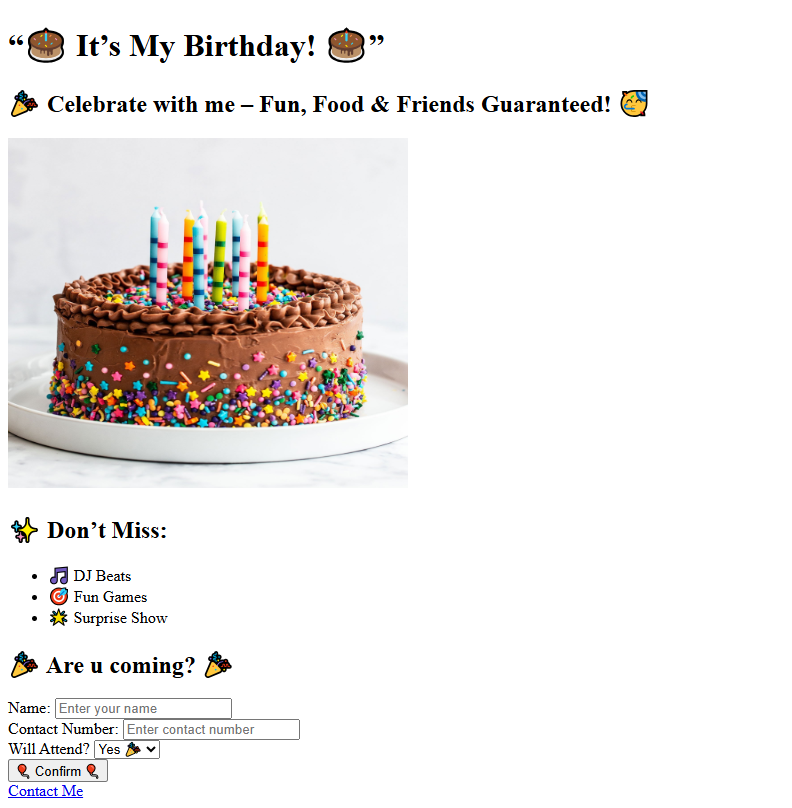 “🎂 It’s My Birthday! 🎂”
🎉 Celebrate with me – Fun, Food & Friends Guaranteed! 🥳
✨ Don’t Miss:
• 🎵 DJ Beats
• 🎯 Fun Games
• 🌟 Surprise Show
🎉 Are u coming? 🎉
Name: Enter your name
Contact Number: Enter contact number
Will Attend? Yes 🎉
🎈 Confirm 🎈
Contact Me